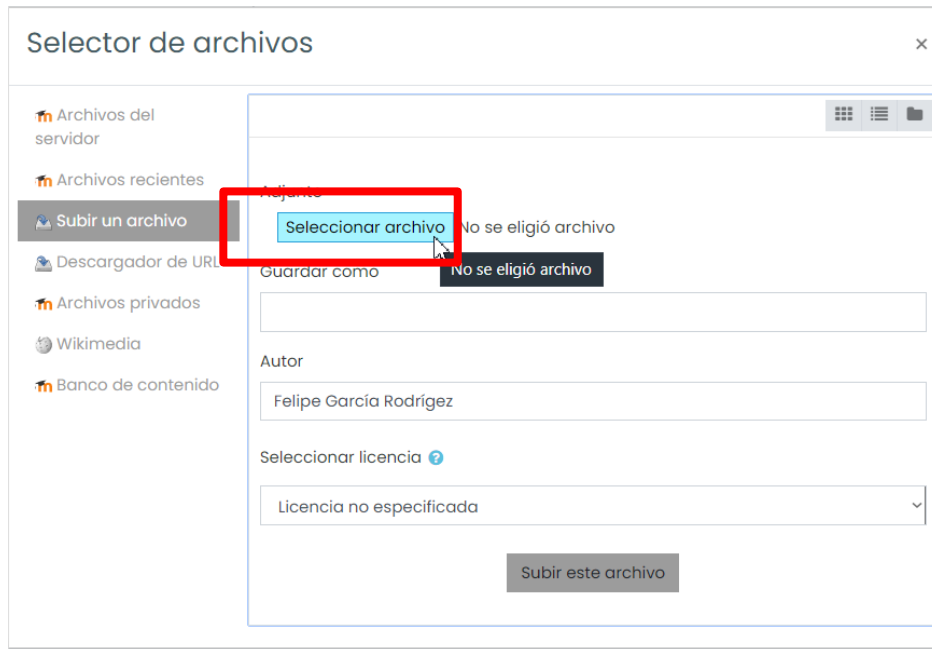 Selector de archivos
×
Archivos del
servidor
Archivos recientes
Subir un archivo
Descargador de URL
Archivos privados
Wikimedia
Banco de contenido
Adjunto
Seleccionar archivo No se eligió archivo
No se eligió archivo
Guardar como
Autor
Felipe García Rodrígez
Seleccionar licencia ?
Licencia no especificada
Subir este archivo